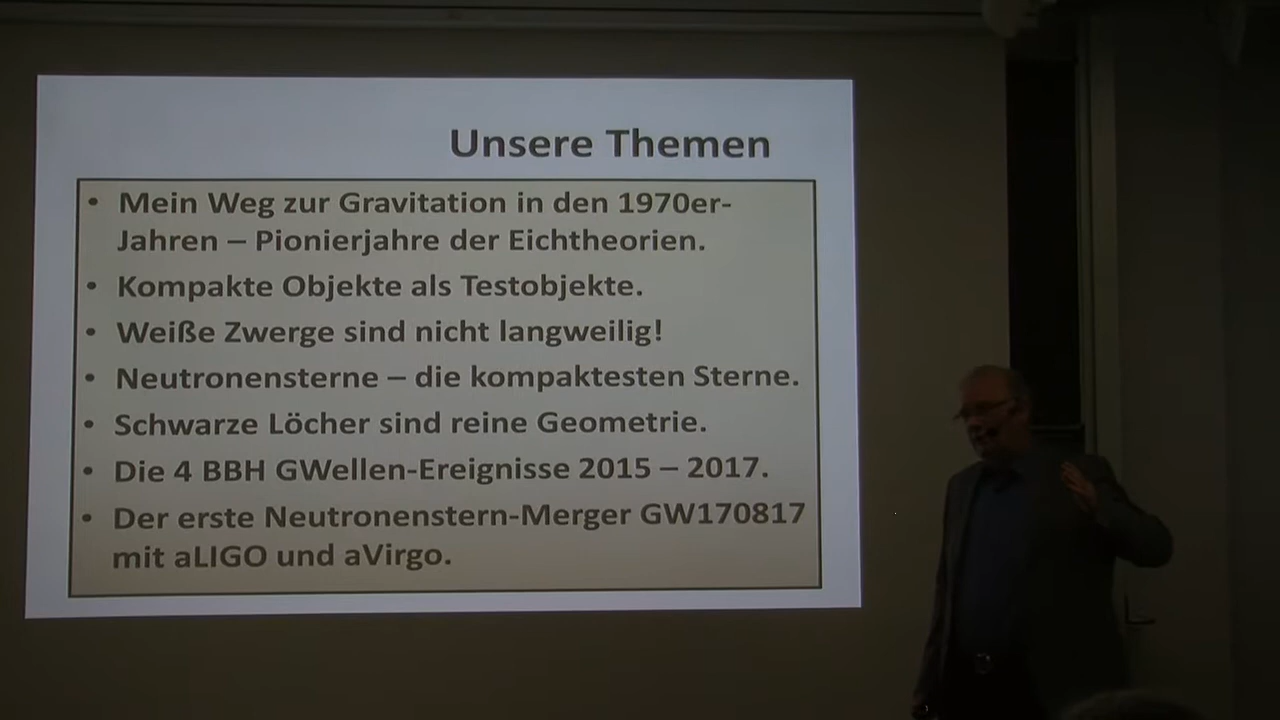 Unsere Themen
• Mein Weg zur Gravitation in den 1970er-
Jahren – Pionierjahre der Eichtheorien.
• Kompakte Objekte als Testobjekte.
• Weiße Zwerge sind nicht langweilig!
• Neutronensterne – die kompaktesten Sterne.
• Schwarze Löcher sind reine Geometrie.
• Die 4 BBH GWellen-Ereignisse 2015 – 2017.
• Der erste Neutronenstern-Merger GW170817
mit aLIGO und aVirgo.